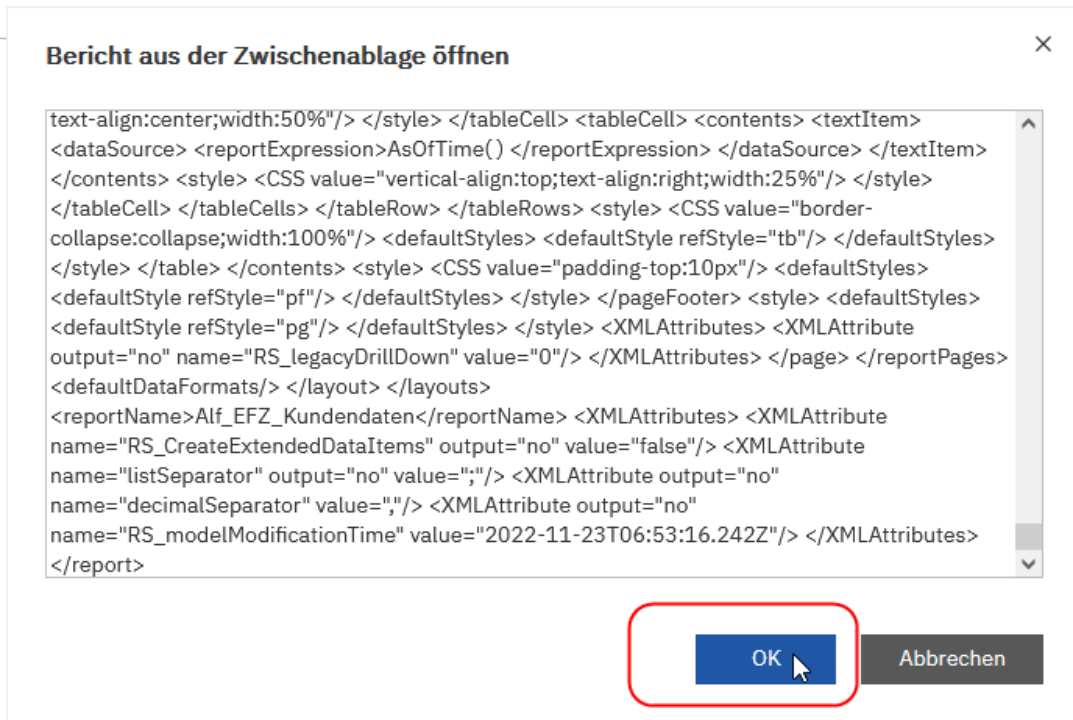 Bericht aus der Zwischenablage öffnen
text-align:center;width:50%"/> </style> </tableCell> <tableCell> <contents> <textItem>
<dataSource> <reportExpression>AsOfTime() </reportExpression> </dataSource> </textItem>
</contents> <style> <CSS value="vertical-align:top;text-align:right;width:25%"/> </style>
</tableCell> </tableCells> </tableRow> </tableRows> <style> <CSS value="border-
collapse:collapse;width:100%"/> <defaultStyles> <defaultStyle refStyle="tb"/> </defaultStyles>
</style> </table> </contents> <style> <CSS value="padding-top:10px"/> <defaultStyles>
<defaultStyle refStyle="pf"/> </defaultStyles> </style> </pageFooter> <style> <defaultStyles>
<defaultStyle refStyle="pg"/> </defaultStyles> </style> <XMLAttributes> <XMLAttribute
output="no" name="RS_legacyDrillDown" value="0"/> </XMLAttributes> </page> </reportPages>
<defaultDataFormats/> </layout> </layouts>
<reportName>Alf_EFZ_Kundendaten</reportName> <XMLAttributes> <XMLAttribute
name="RS_CreateExtendedDataItems" output="no" value="false"/> <XMLAttribute
name="listSeparator" output="no" value=";"/> <XMLAttribute output="no"
name="decimalSeparator" value=","/> <XMLAttribute output="no"
name="RS_modelModificationTime" value="2022-11-23T06:53:16.242Z"/> </XMLAttributes>
</report>
OK
Abbrechen